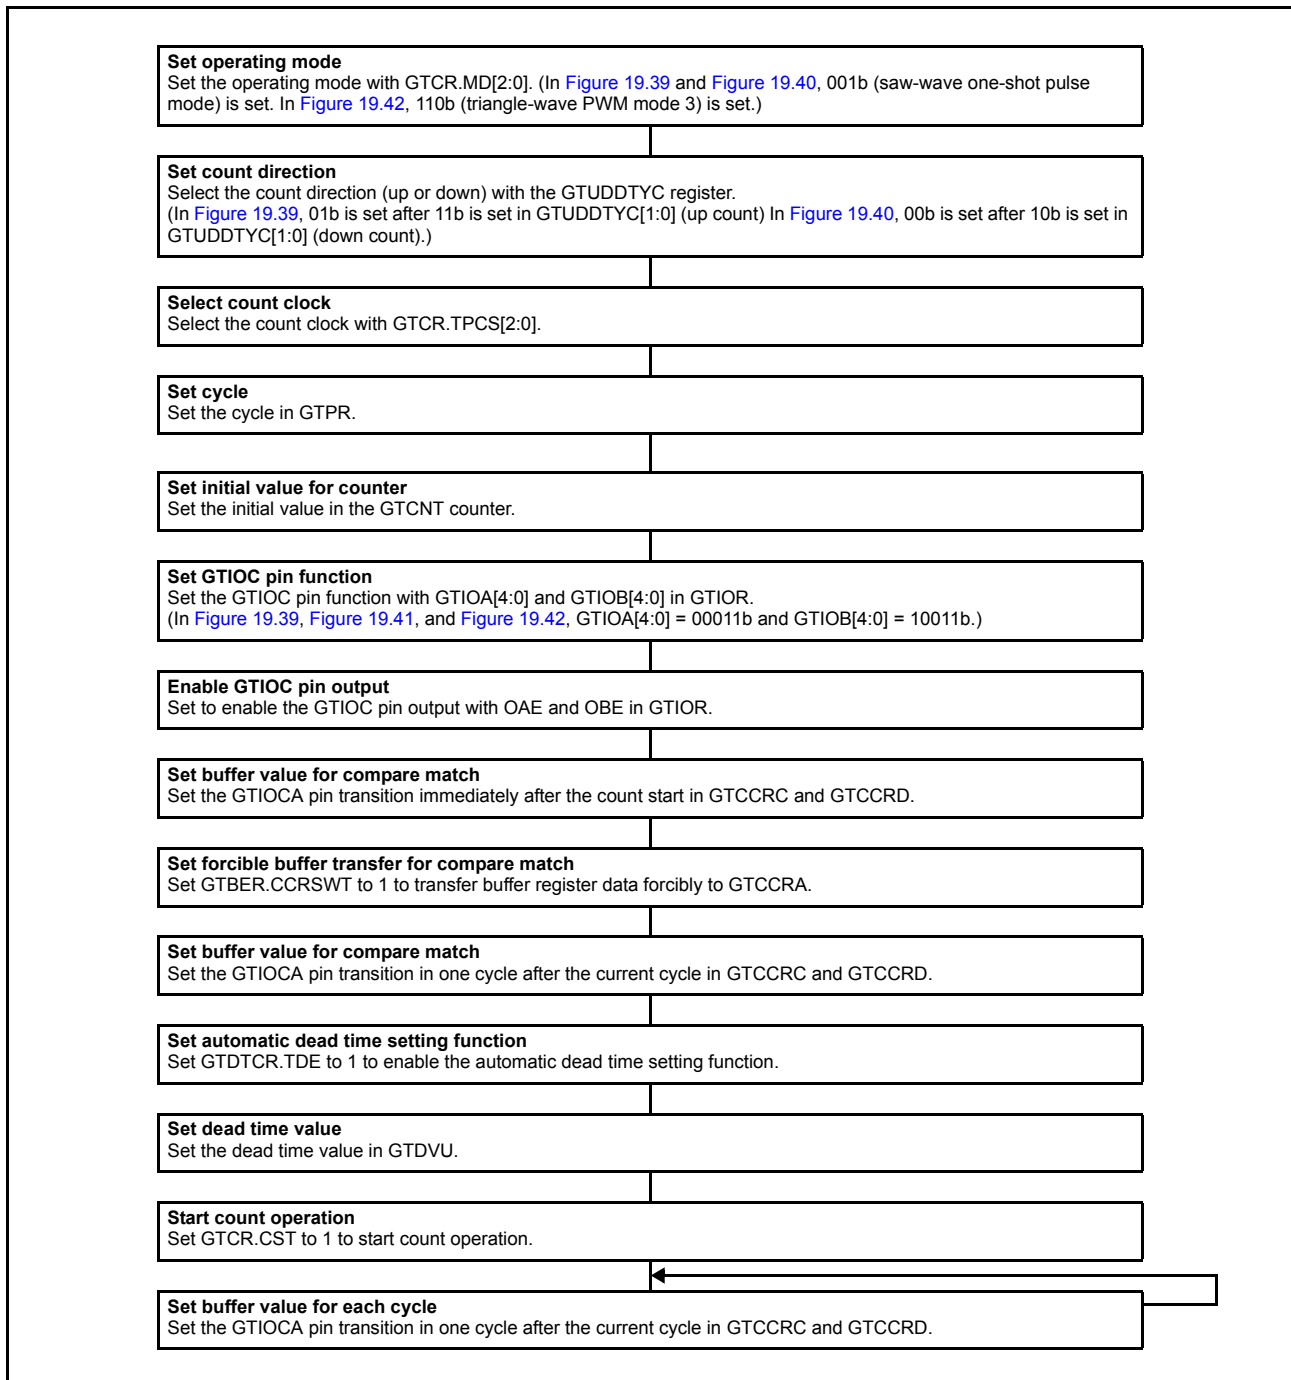 Set operating mode
Set the operating mode with GTCR.MD[2:0]. (In Figure 19.39 and Figure 19.40, 001b (saw-wave one-shot pulse
mode) is set. In Figure 19.42, 110b (triangle-wave PWM mode 3) is set.)
Set count direction
Select the count direction (up or down) with the GTUDDTYC register.
(In Figure 19.39, 01b is set after 11b is set in GTUDDTYC[1:0] (up count) In Figure 19.40, 00b is set after 10b is set in
GTUDDTYC[1:0] (down count).)
Select count clock
Select the count clock with GTCR.TPCS[2:0].
Set cycle
Set the cycle in GTPR.
Set initial value for counter
Set the initial value in the GTCNT counter.
Set GTIOC pin function
Set the GTIOC pin function with GTIOA[4:0] and GTIOB[4:0] in GTIOR.
(In Figure 19.39, Figure 19.41, and Figure 19.42, GTIOA[4:0] = 00011b and GTIOB[4:0] = 10011b.)
Enable GTIOC pin output
Set to enable the GTIOC pin output with OAE and OBE in GTIOR.
Set buffer value for compare match
Set the GTIOCA pin transition immediately after the count start in GTCCRC and GTCCRD.
Set forcible buffer transfer for compare match
Set GTBER.CCRSWT to 1 to transfer buffer register data forcibly to GTCCRA.
Set buffer value for compare match
Set the GTIOCA pin transition in one cycle after the current cycle in GTCCRC and GTCCRD.
Set automatic dead time setting function
Set GTDTCR.TDE to 1 to enable the automatic dead time setting function.
Set dead time value
Set the dead time value in GTDVU.
Start count operation
Set GTCR.CST to 1 to start count operation.
Set buffer value for each cycle
Set the GTIOCA pin transition in one cycle after the current cycle in GTCCRC and GTCCRD.